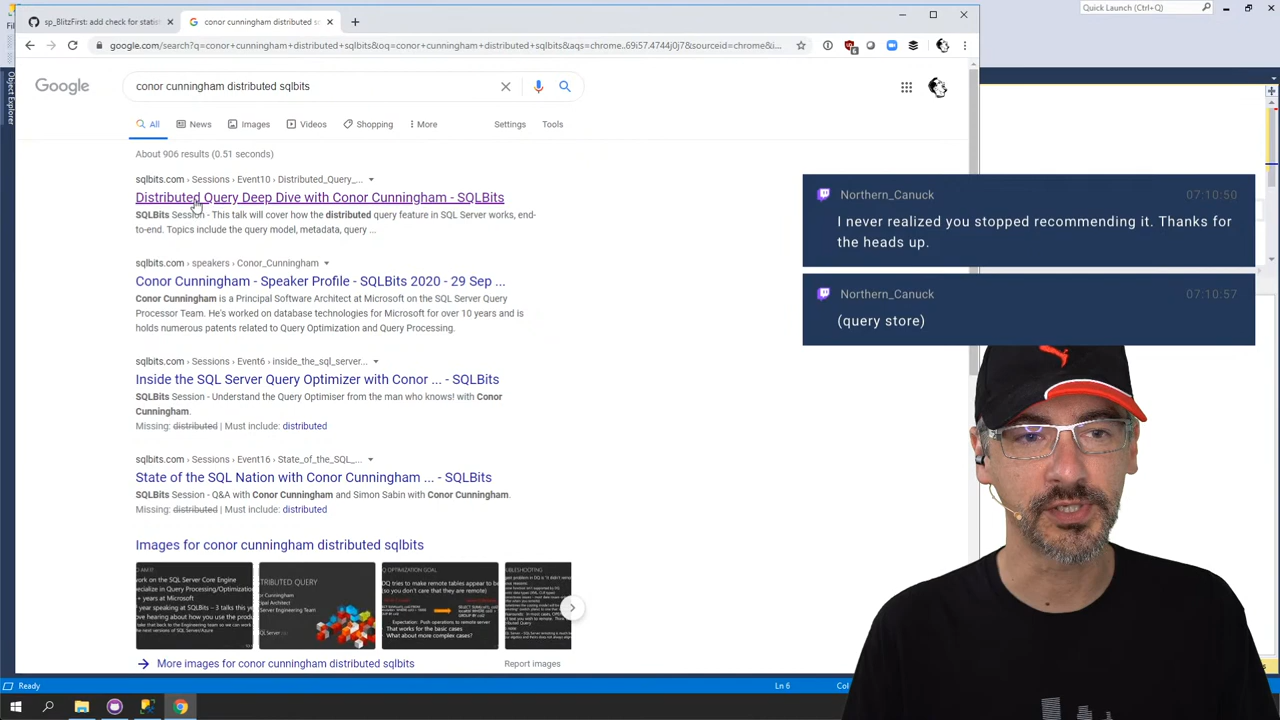 sp_BlitzFirst: add check for statis
conor cunningham distributed sq
Quick Launch (Ctrl+Q)
Fil
google.com/search?q=conor+cunningham+distributed+sqlbits&oq=conor+cunningham+distributed+sqlbits&aqs=chrome..69i57.4744j0j7&sourceid=chrome&...
6
Object Explorer
Google
conor cunningham distributed sqlbits
All
News
Images
Videos
Shopping
More
Settings
Tools
About 906 results (0.51 seconds)
sqlbits.com › Sessions › Event10 › Distributed_Query_...
Distributed Query Deep Dive with Conor Cunningham - SQLBits
SQLBits Session - This talk will cover how the distributed query feature in SQL Server works, end-
to-end. Topics include the query model, metadata, query ...
sqlbits.com › speakers › Conor_Cunningham
Conor Cunningham - Speaker Profile - SQLBits 2020 - 29 Sep ...
Conor Cunningham is a Principal Software Architect at Microsoft on the SQL Server Query
Processor Team. He's worked on database technologies for Microsoft for over 10 years and is
holds numerous patents related to Query Optimization and Query Processing.
sqlbits.com › Sessions › Event6 › inside_the_sql_server...
Inside the SQL Server Query Optimizer with Conor ... - SQLBits
SQLBits Session - Understand the Query Optimiser from the man who knows! with Conor
Cunningham.
Missing: distributed | Must include: distributed
sqlbits.com › Sessions › Event16 › State_of_the_SQL_...
State of the SQL Nation with Conor Cunningham ... - SQLBits
SQLBits Session - Q&A with Conor Cunningham and Simon Sabin with Conor Cunningham.
Missing: distributed | Must include: distributed
Images for conor cunningham distributed sqlbits
More images for conor cunningham distributed sqlbits
Report images
Northern_Canuck
07:10:50
I never realized you stopped recommending it. Thanks for
the heads up.
Northern_Canuck
07:10:57
(query store)
Ready
Ln 6
Col